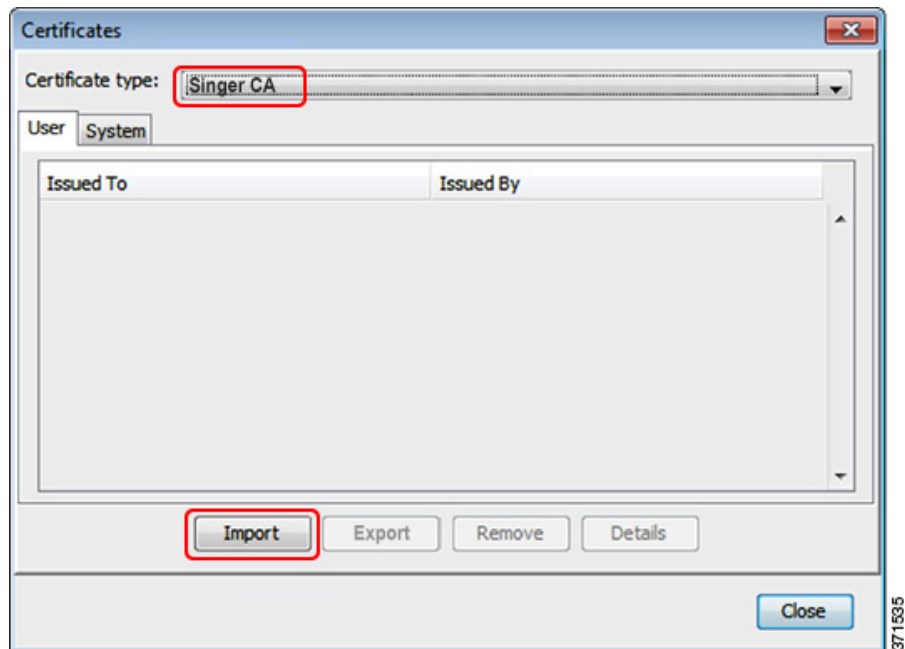 Certificates
Certificate type: Singer CA
User System
Issued To Issued By
Import Export Remove Details
Close
371535